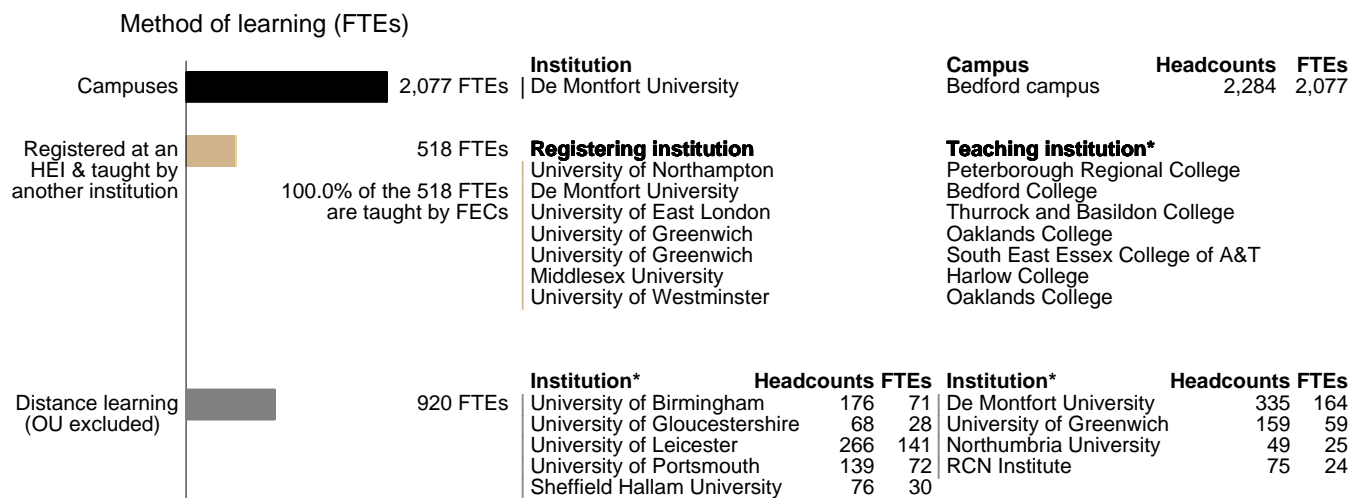 Method of learning (FTEs)
Institution Campus Headcounts FTEs
Campuses 2,077 FTEs De Montfort University Bedford campus 2,284 2,077
Registered at an 518 FTEs Registering institution Teaching institution*
HEI & taught by University of Northampton Peterborough Regional College
another institution 100.0% of the 518 FTEs De Montfort University Bedford College
are taught by FECs University of East London Thurrock and Basildon College
University of Greenwich Oaklands College
University of Greenwich South East Essex College of A&T
Middlesex University Harlow College
University of Westminster Oaklands College
Institution* Headcounts FTEs Institution* Headcounts FTEs
Distance learning 920 FTEs University of Birmingham 176 71 De Montfort University 335 164
(OU excluded) University of Gloucestershire 68 28 University of Greenwich 159 59
University of Leicester 266 141 Northumbria University 49 25
University of Portsmouth 139 72 RCN Institute 75 24
Sheffield Hallam University 76 30